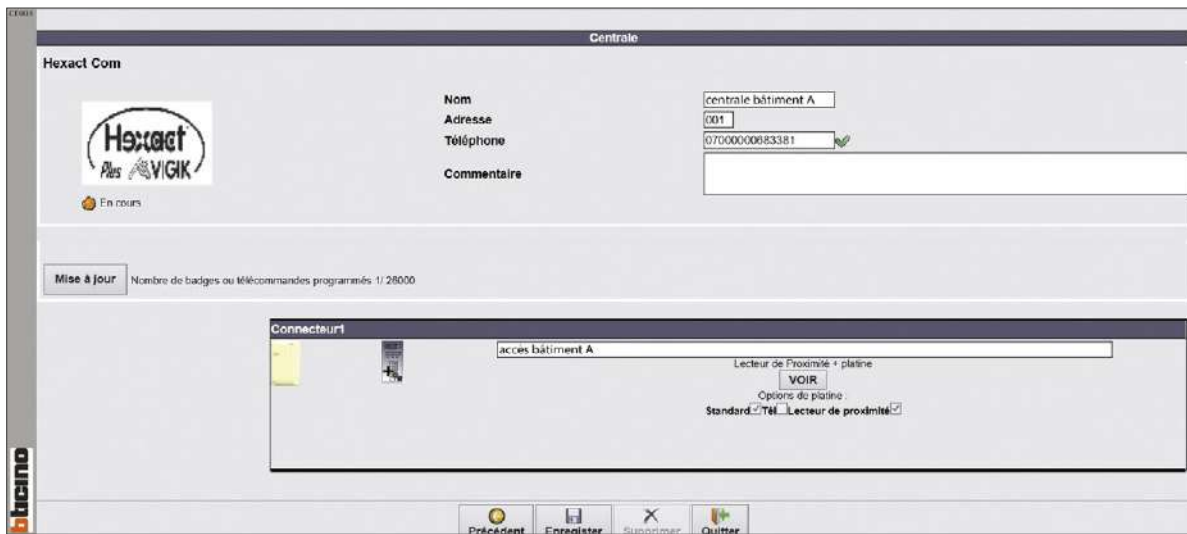 CE003
Centrale
Hexact Com
Nom centrale bâtiment A
Adresse 001
Téléphone 07000000683381
Commentaire
Hexact
Plus VIGIK
En cours
Mise à jour Nombre de badges ou télécommandes programmés 1/ 26000
Connecteur1
accès bâtiment A
Lecteur de Proximité + platine
VOIR
Options de platine :
Standard Tél Lecteur de proximité
bticino
Précédent Enregistrer Supprimer Quitter